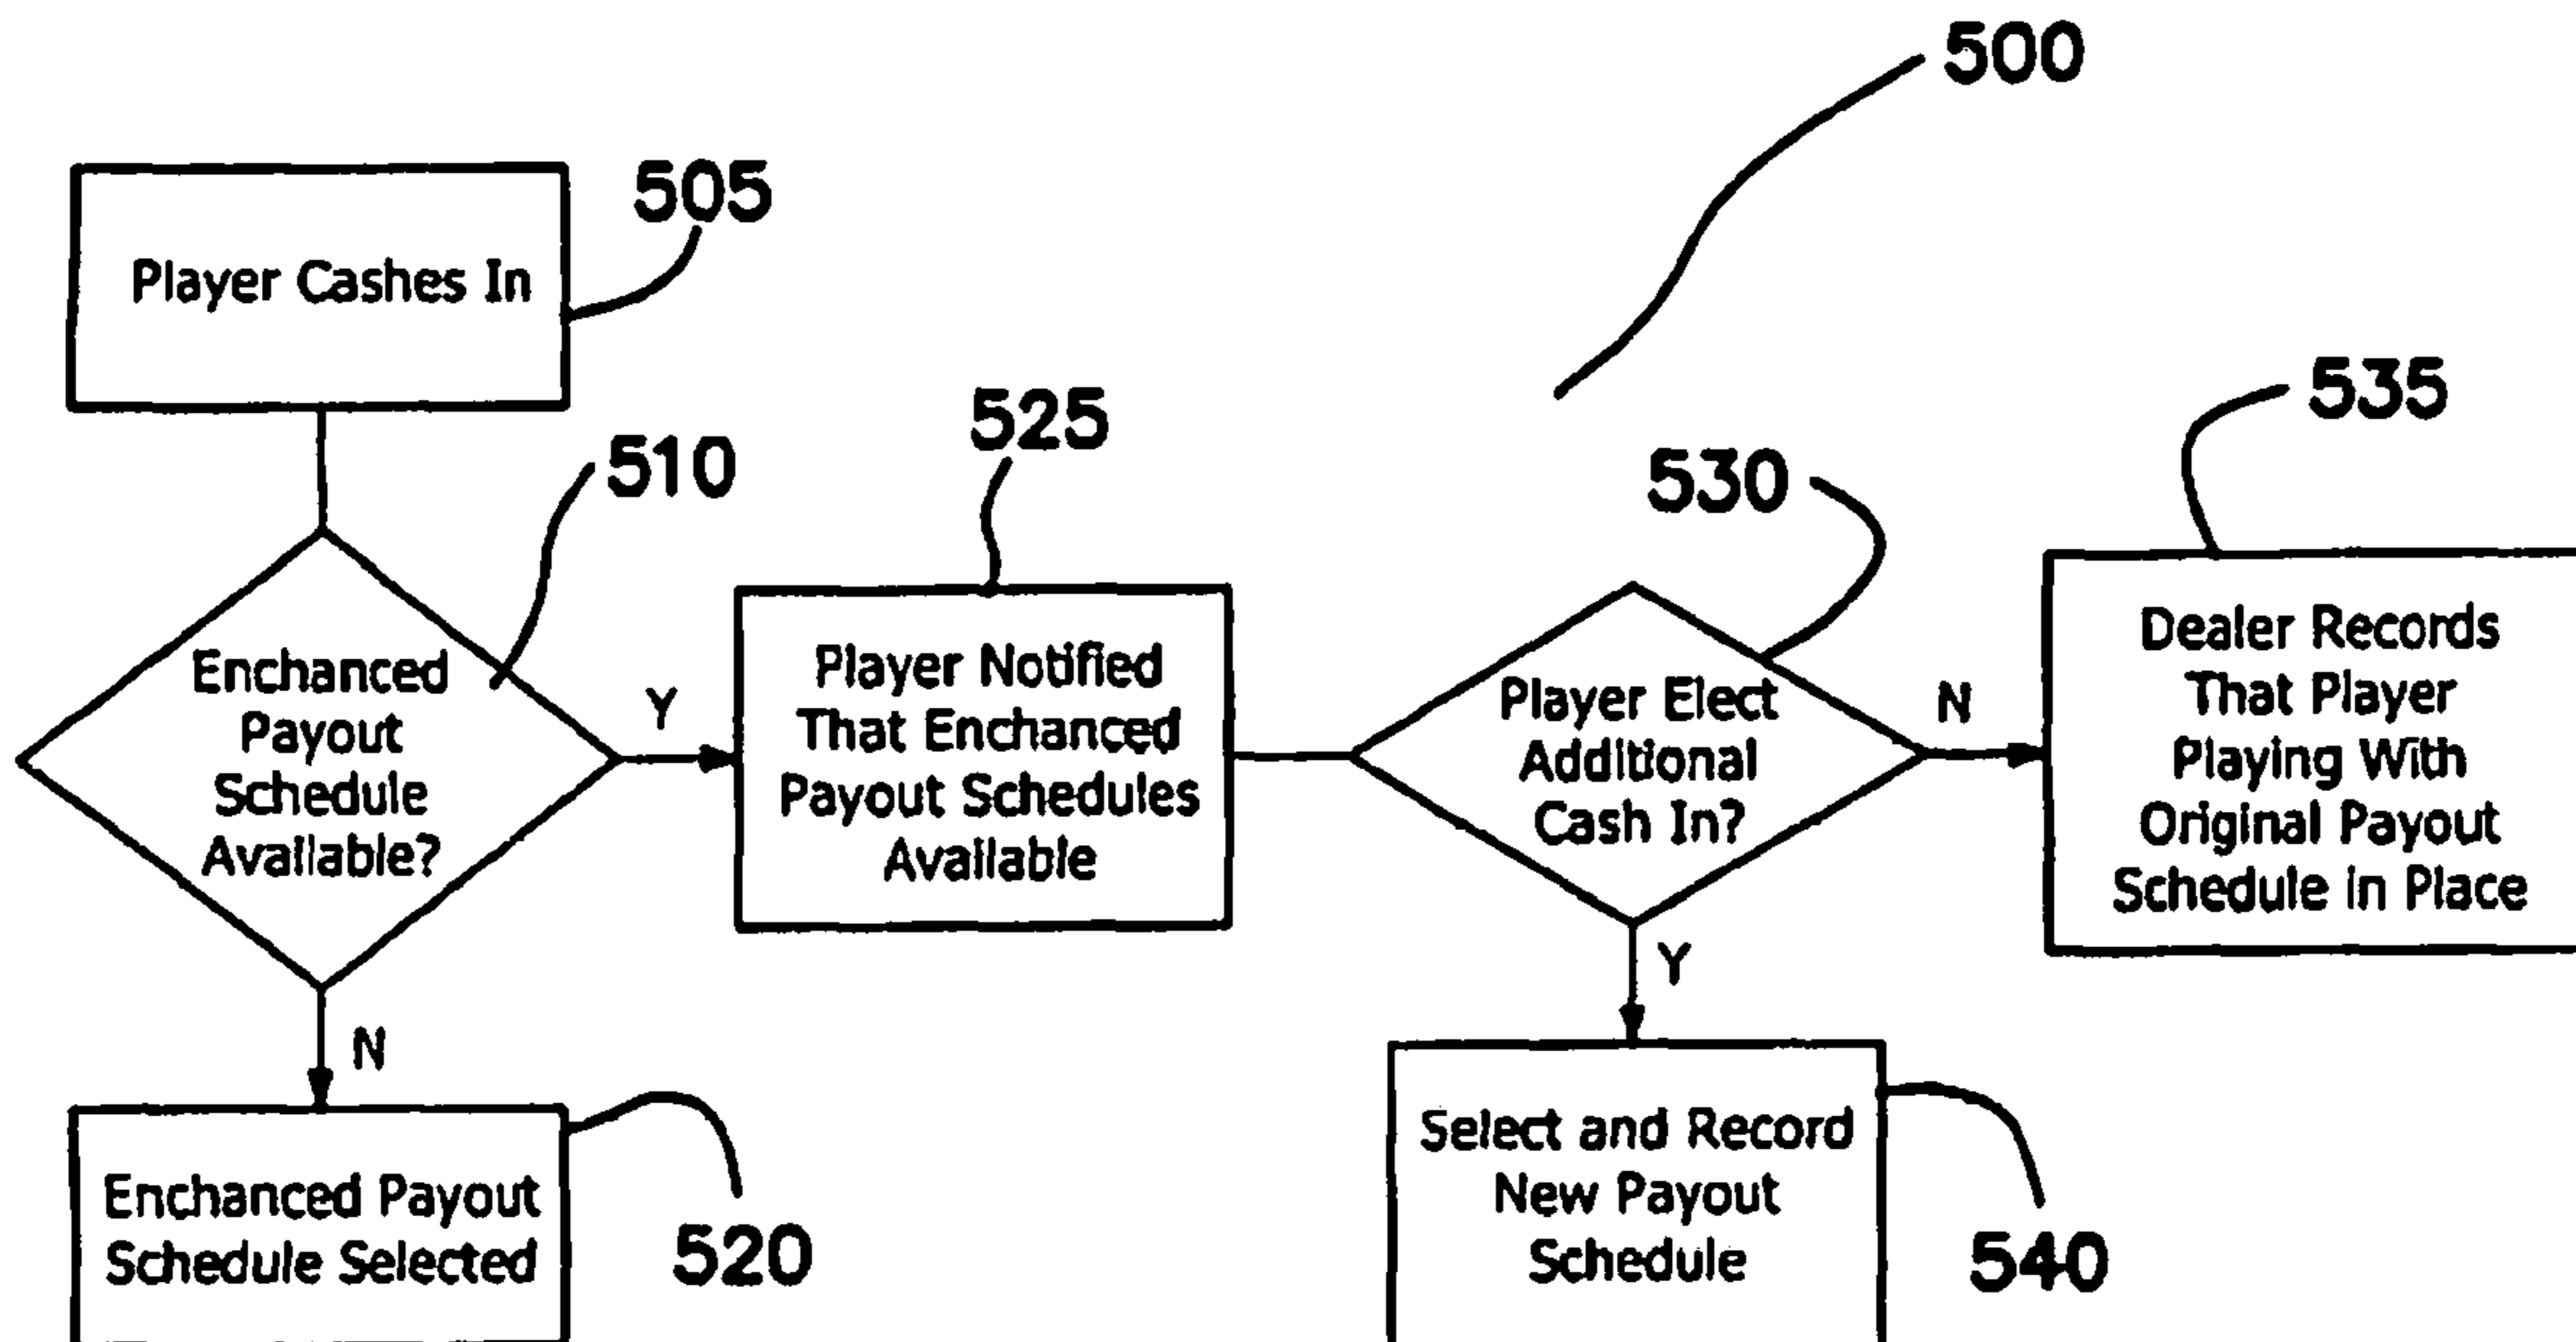 500
505
Player Cashes In
510
Enchanced
Payout
Schedule
Available?
Y
N
525
Player Notified
That Enchanced
Payout Schedules
Available
530
Player Elect
Additional
Cash In?
N
Y
535
Dealer Records
That Player
Playing With
Original Payout
Schedule in Place
Enchanced Payout
Schedule Selected
520
Select and Record
New Payout
Schedule
540